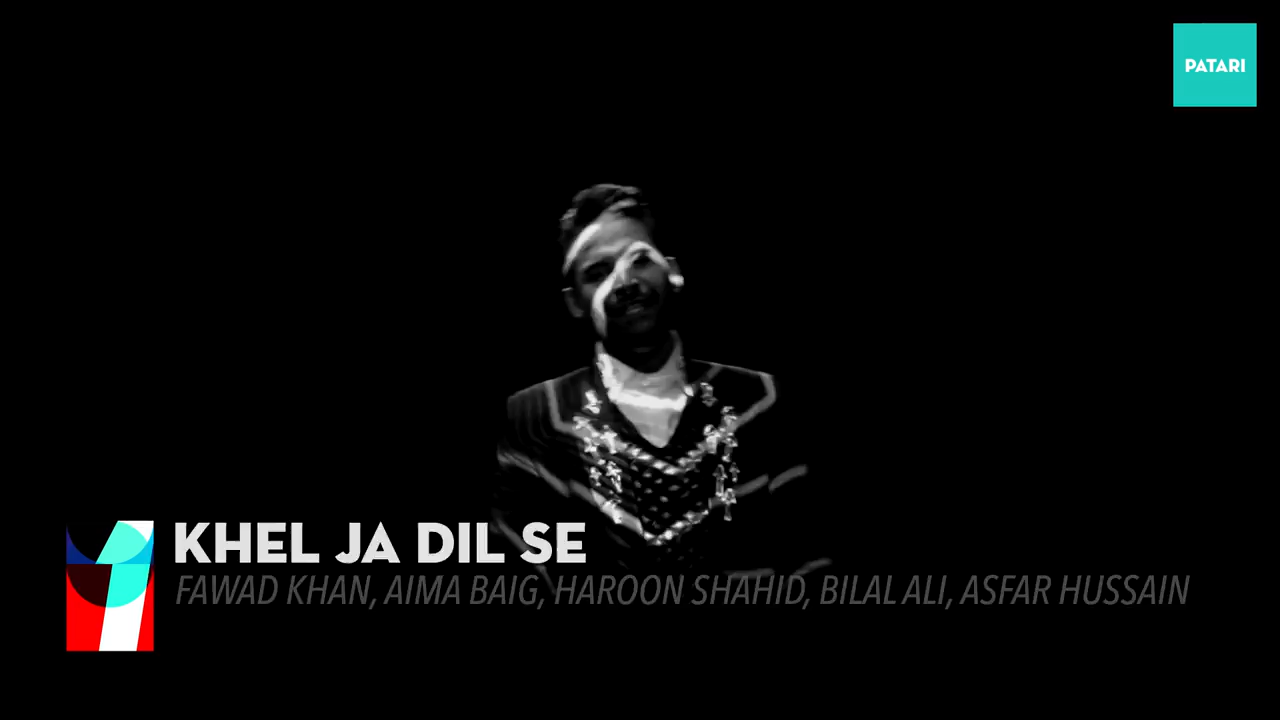 PATARI
KHEL JA DIL SE
FAWAD KHAN, AIMA BAIG, HAROON SHAHID, BILAL ALI, ASFAR HUSSAIN